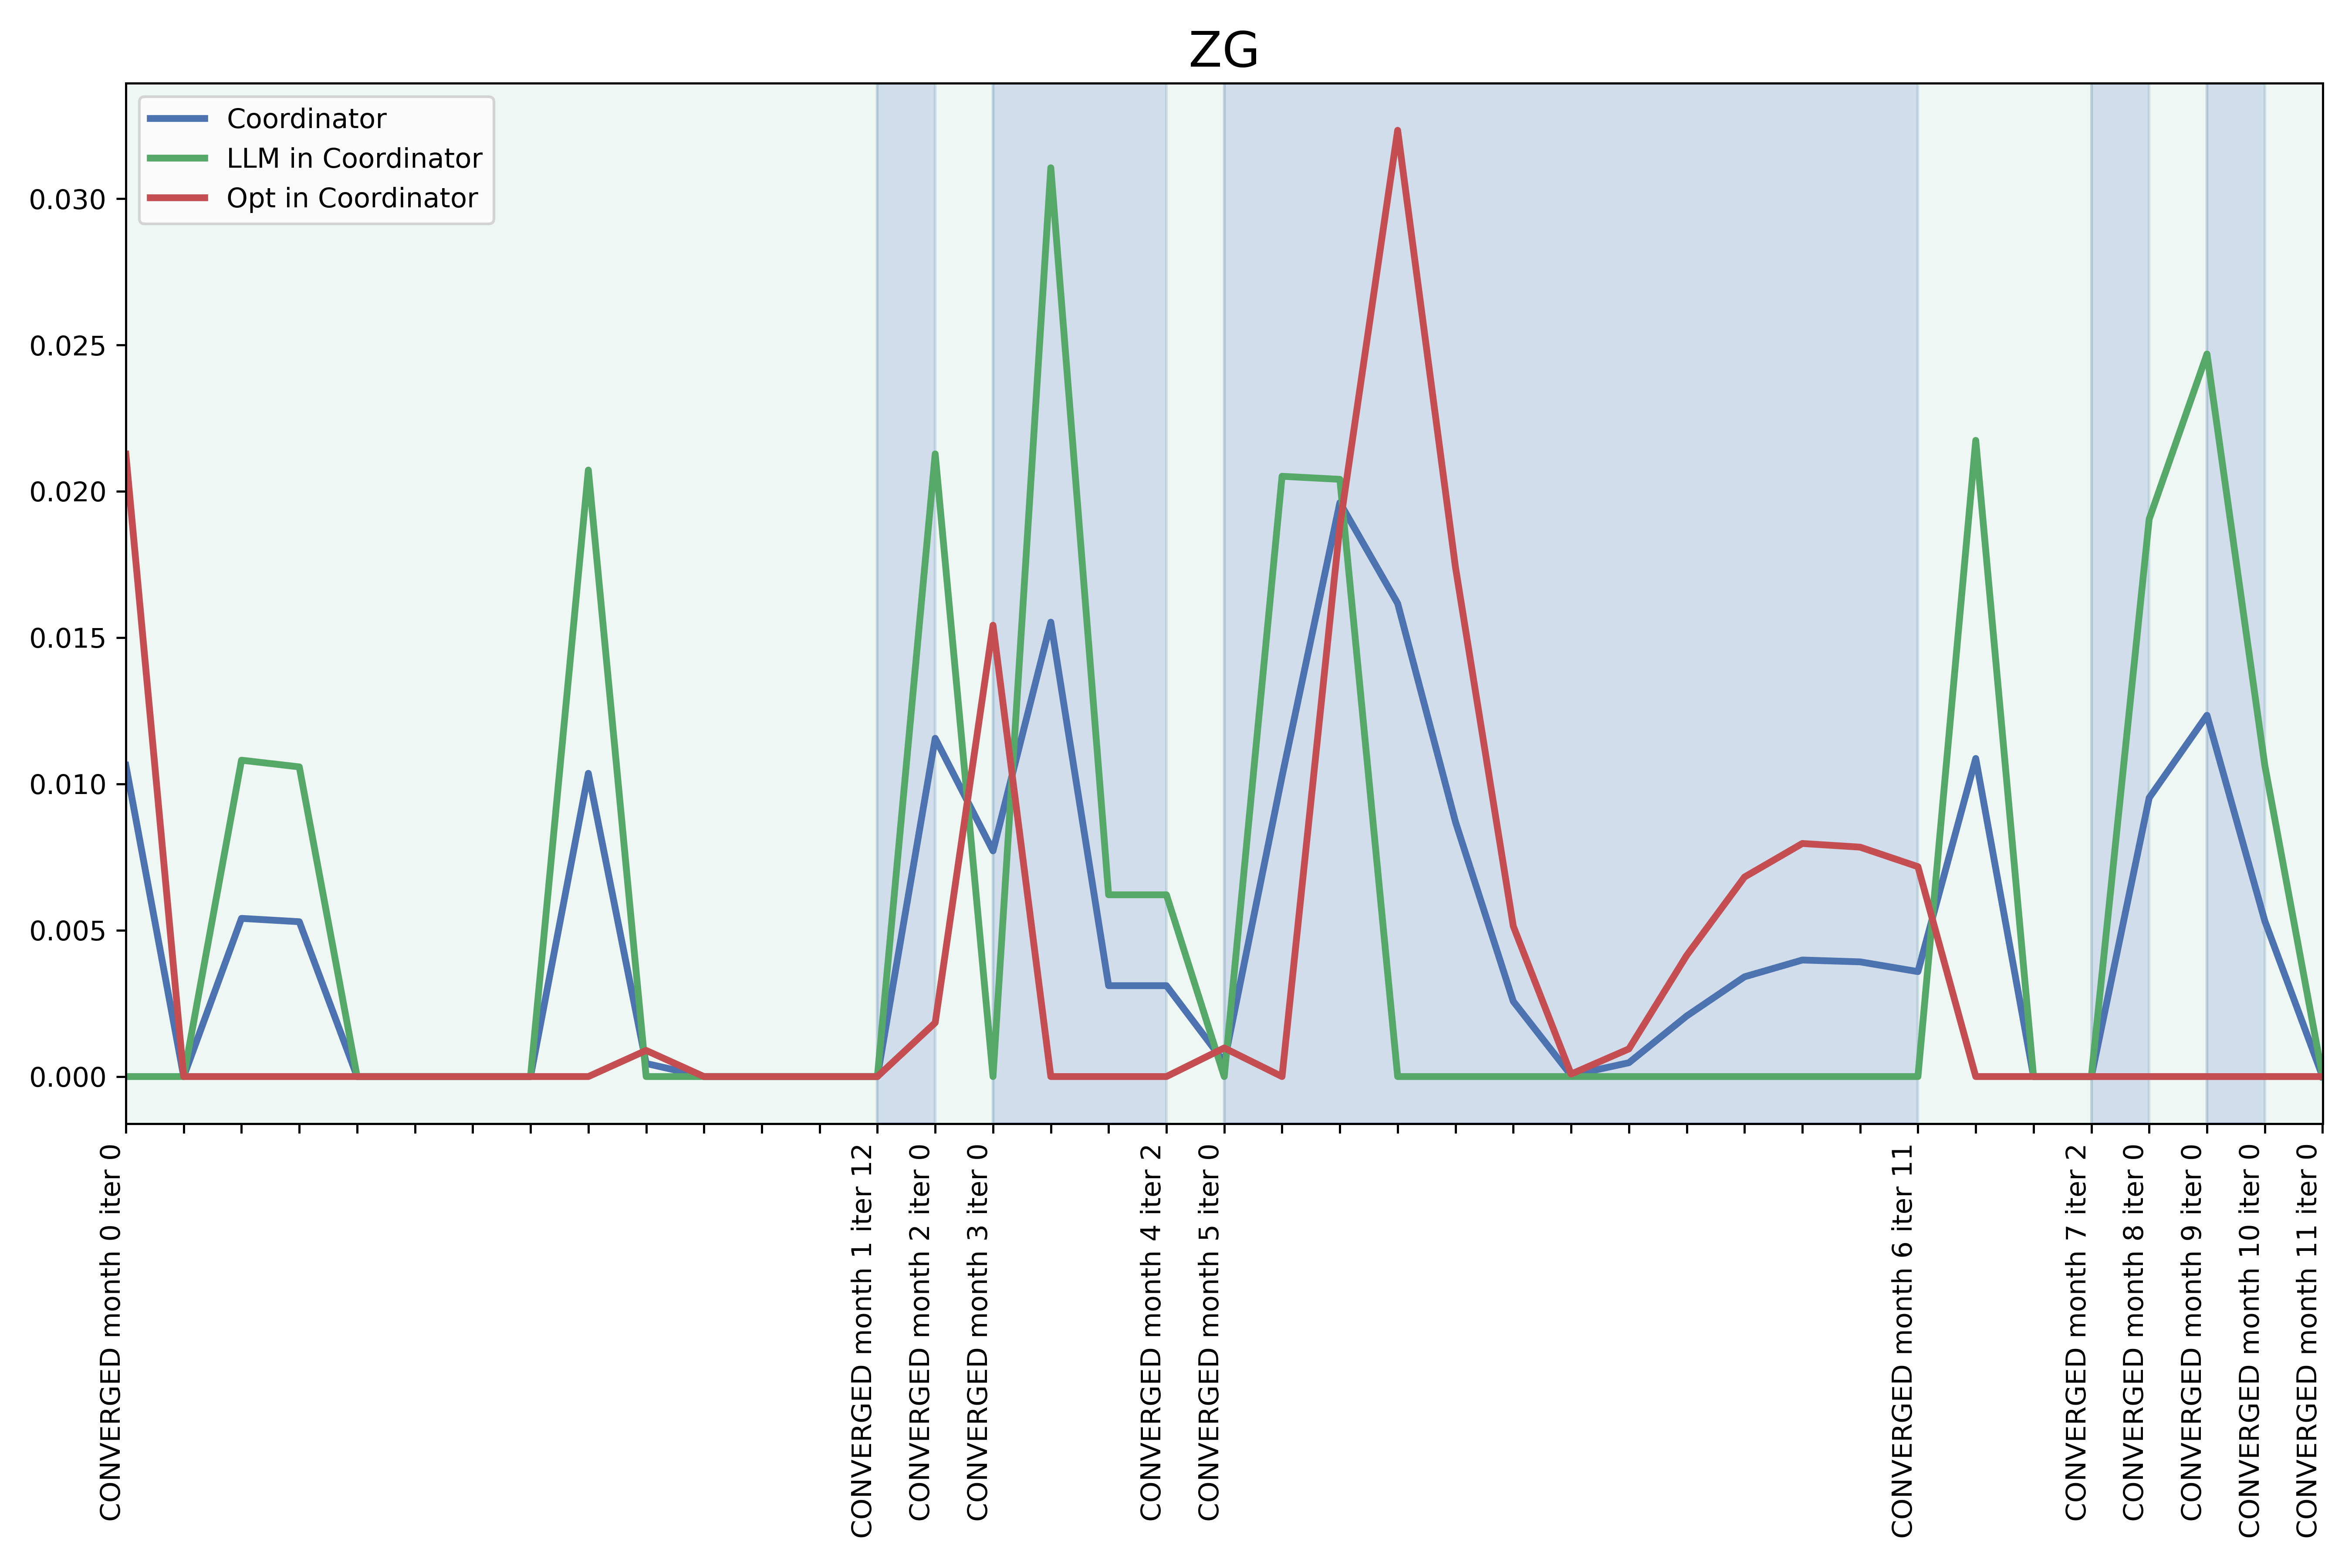 ZG
Coordinator
LLM in Coordinator
Opt in Coordinator
0.030
0.025
0.020
0.015
0.010
0.005
0.000
CONVERGED month 0 iter 0
CONVERGED month 1 iter 12
CONVERGED month 2 iter 0
CONVERGED month 3 iter 0
CONVERGED month 4 iter 2
CONVERGED month 5 iter 0
CONVERGED month 6 iter 11
CONVERGED month 7 iter 2
CONVERGED month 8 iter 0
CONVERGED month 9 iter 0
CONVERGED month 10 iter 0
CONVERGED month 11 iter 0